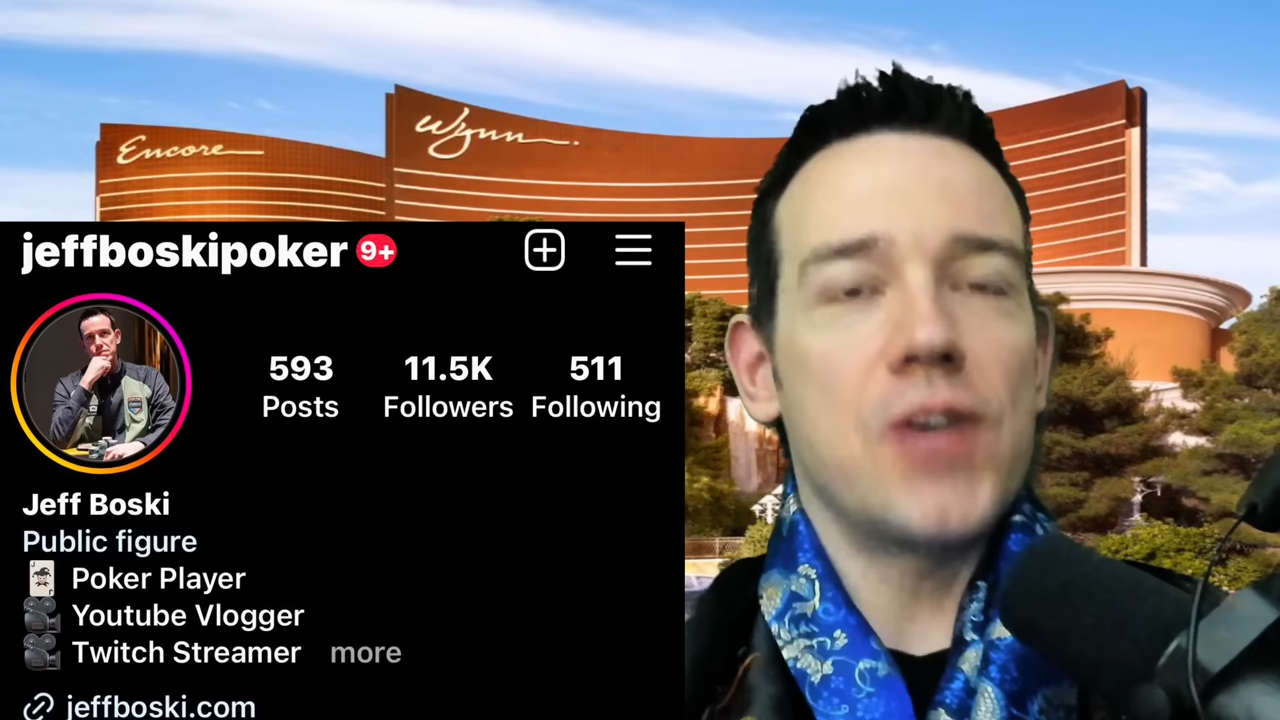 Encore
Wynn.
jeffboskipoker 9+
593 11.5K 511
Posts Followers Following
Jeff Boski
Public figure
Poker Player
Youtube Vlogger
Twitch Streamer more
jeffboski.com